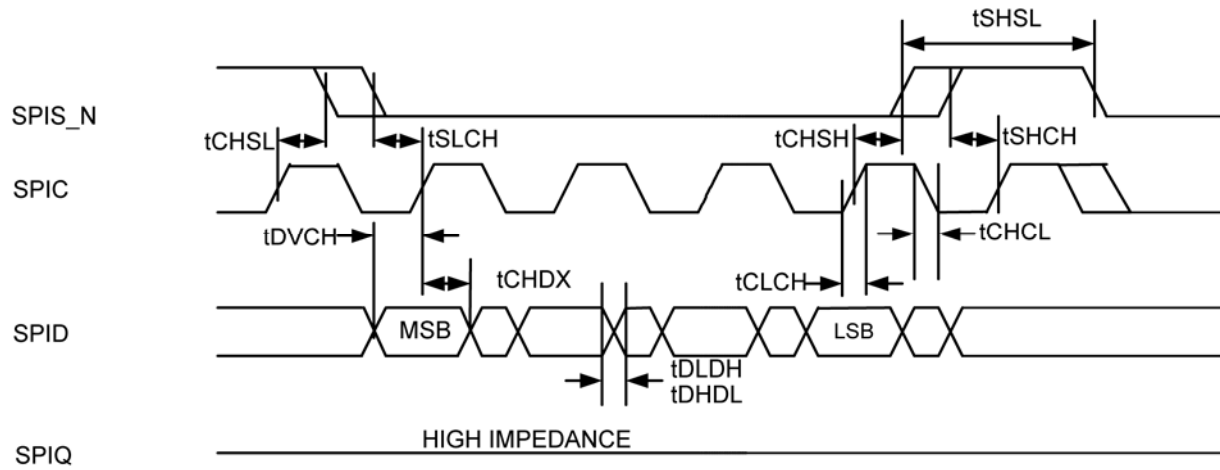 tSHSL
SPIS_N
tCHSL
tSLCH
tCHSH
tSHCH
SPIC
tDVCH
tCHCL
tCHDX
tCLCH
SPID
MSB
LSB
tDLDH
tDHDL
HIGH IMPEDANCE
SPIQ